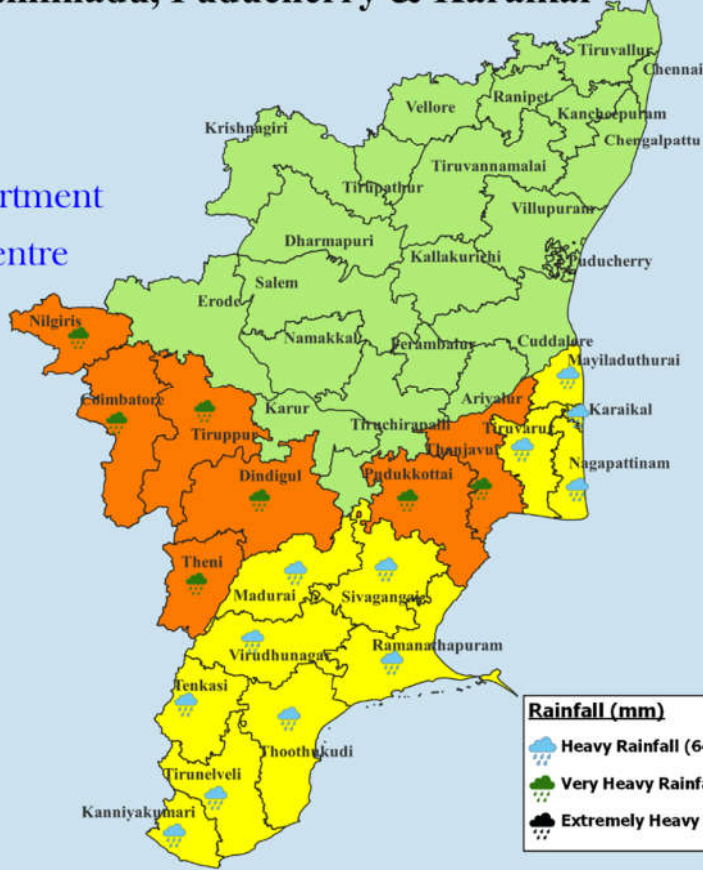 Puducherry & Karaikal
Tiruvallur
Chennai
Ranipet
Vellore
Kancheepuram
Krishnagiri
Chengalpattu
Tiruvannamalai
Tirupathur
rtment
Villupuram
Dharmapuri
entre
Kallakurichi
Puducherry
Salem
Erode
Nilgiris
Namakkal
Perambalur
Cuddalore
Mayiladuthurai
Coimbatore
Ariyalur
Karur
Karaikal
Tiruchirapalli
Tiruvarur
Tiruppur
Thanjavur
Nagapattinam
Dindigul
Pudukkottai
Theni
Madurai
Sivagangai
Ramanathapuram
Virudhunagar
Tenkasi
Thoothukudi
Tirunelveli
Kanniyakumari
Rainfall (mm)
Heavy Rainfall (6
Very Heavy Rainfa
Extremely Heavy